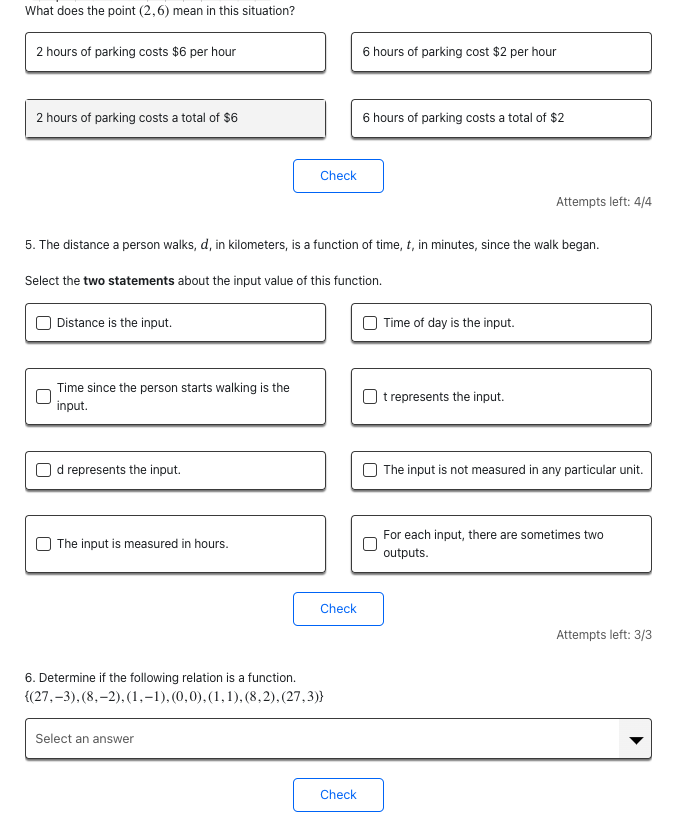 What does the point (2,6) mean in this situation?
2 hours of parking costs $6 per hour
6 hours of parking cost $2 per hour
2 hours of parking costs a total of $6
6 hours of parking costs a total of $2
Check
Attempts left: 4/4
5. The distance a person walks, d, in kilometers, is a function of time, t, in minutes, since the walk began.
Select the two statements about the input value of this function.
Distance is the input.
Time of day is the input.
Time since the person starts walking is the
input.
t represents the input.
d represents the input.
The input is not measured in any particular unit.
The input is measured in hours.
For each input, there are sometimes two
outputs.
Check
Attempts left: 3/3
6. Determine if the following relation is a function.
{(27,−3),(8,−2),(1,−1),(0,0),(1,1),(8,2),(27,3)}
Select an answer
Check